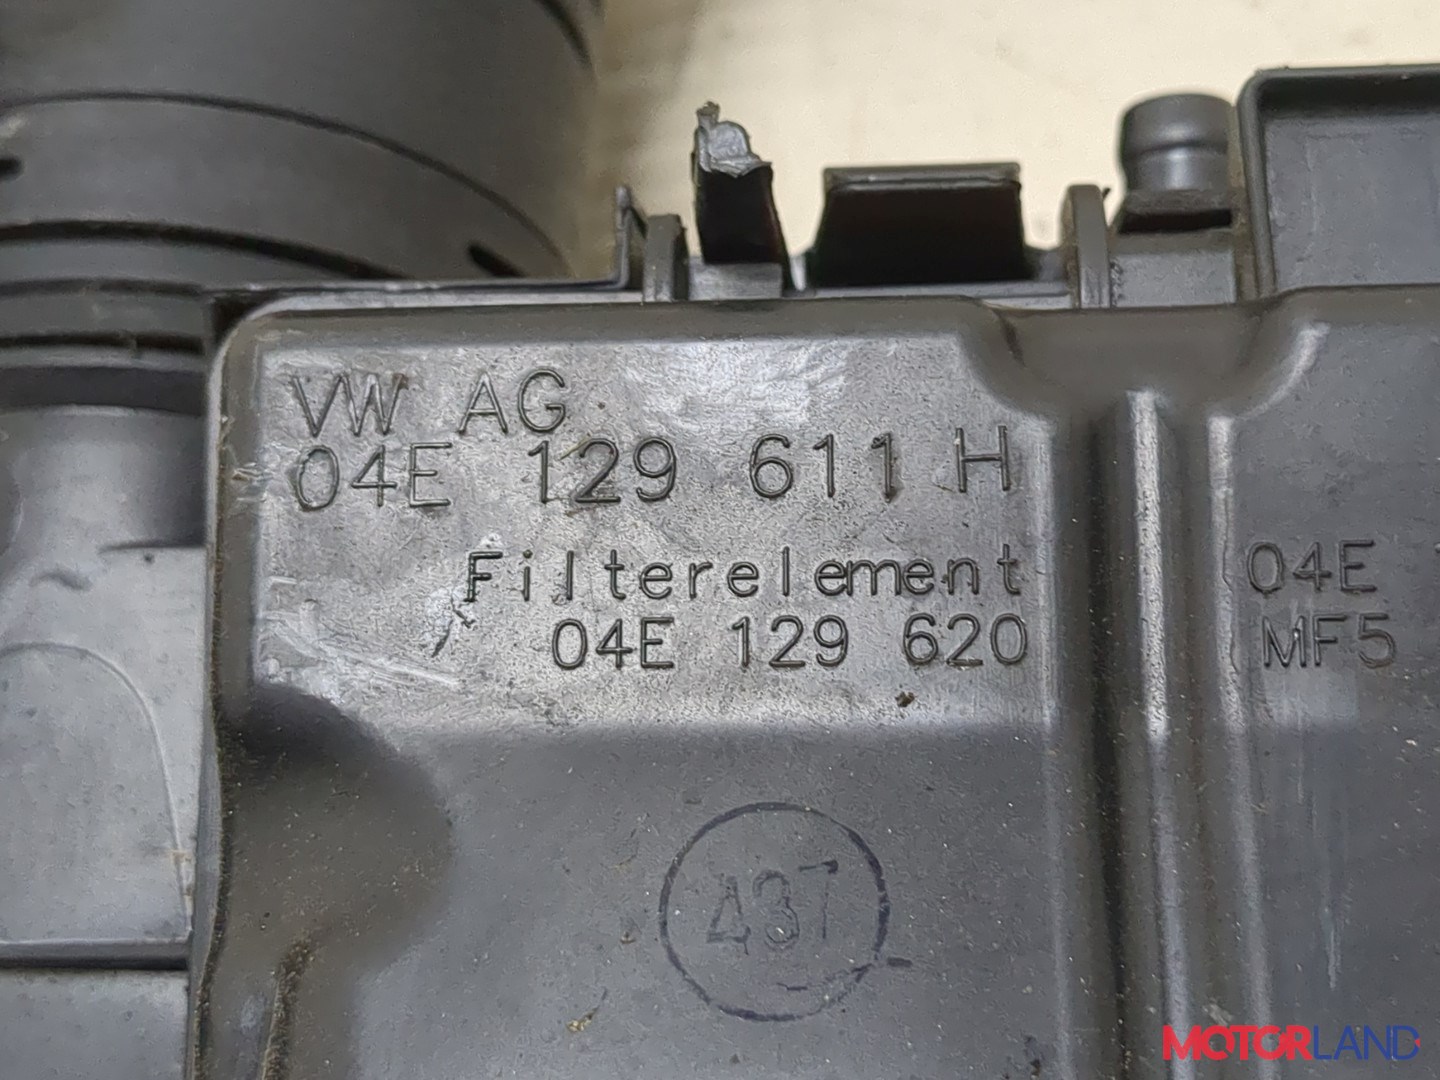 VW AG
04E 129 611 H
Filterelement
04E 129 620
04E
MF5
437
MOTORLAND